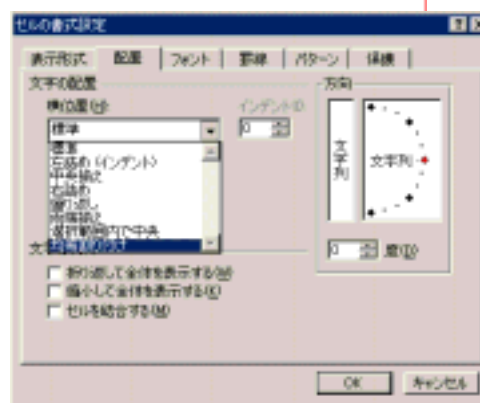 セルの書式設定
表示形式 配置 フォント 罫線 パターン 保護
文字の配置
横位置(H): インデント(I)
標準 0
標準
左詰め (インデント)
中央揃え
右詰め
繰り返し
両端揃え
選択範囲内で中央
均等割り付け
方向
文字列
文字列
0 度(D)
折り返して全体を表示する(W)
縮小して全体を表示する(K)
セルを結合する(M)
OK キャンセル